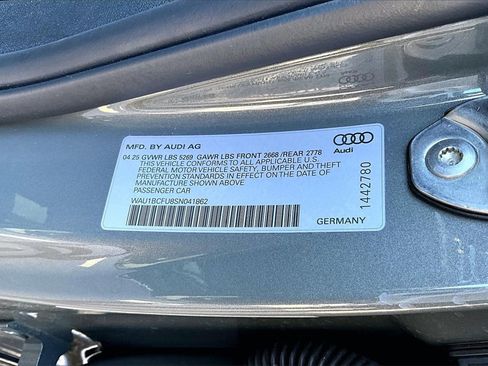 MFD. BY AUDI AG
04 25 GVWR LBS 5269 GAWR LBS FRONT 2668 /REAR 2778
THIS VEHICLE CONFORMS TO ALL APPLICABLE U.S.
FEDERAL MOTOR VEHICLE SAFETY, BUMPER AND THEFT
PREVENTION STANDARDS IN EFFECT ON THE DATE OF
MANUFACTURE SHOWN ABOVE
PASSENGER CAR
WAU1BCFU8SN041862
Audi
1442780
GERMANY